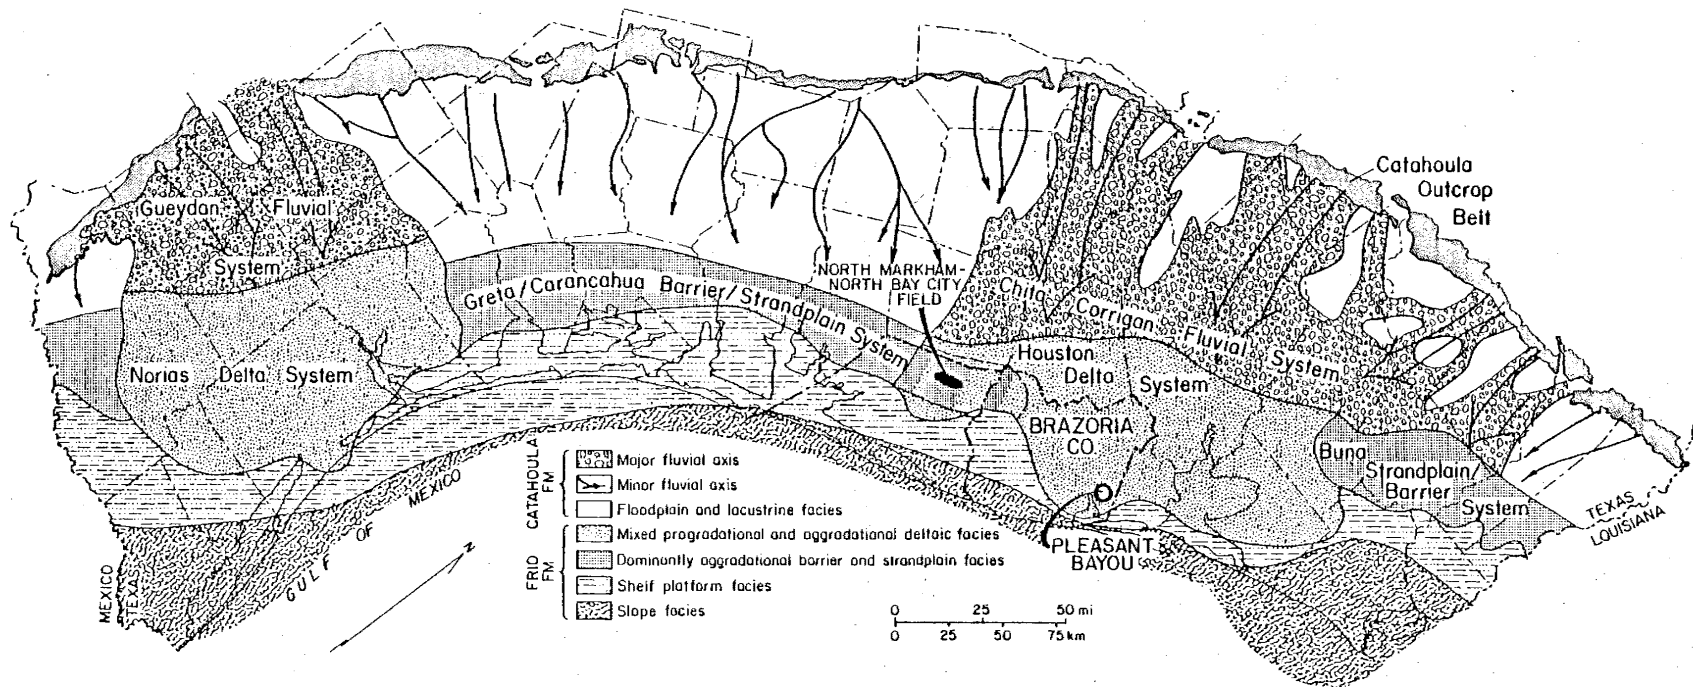 Catahoula
Outcrop
Belt
Gueydan Fluvial
System
NORTH MARKHAM-
NORTH BAY CITY
FIELD
Greta/Carancahua Barrier/Strandplain System
Chita Corrigan Fluvial System
Norias Delta System
Houston
Delta System
BRAZORIA
CO.
Buna
Strandplain/
Barrier
System
TEXAS
LOUISIANA
PLEASANT
BAYOU
GULF OF MEXICO
MEXICO
TEXAS
N
CATAHOULA
FM
Major fluvial axis
Minor fluvial axis
Floodplain and lacustrine facies
FRIO
FM
Mixed progradational and aggradational deltaic facies
Dominantly aggradational barrier and strandplain facies
Shelf platform facies
Slope facies
0 25 50 mi
0 25 50 75 km